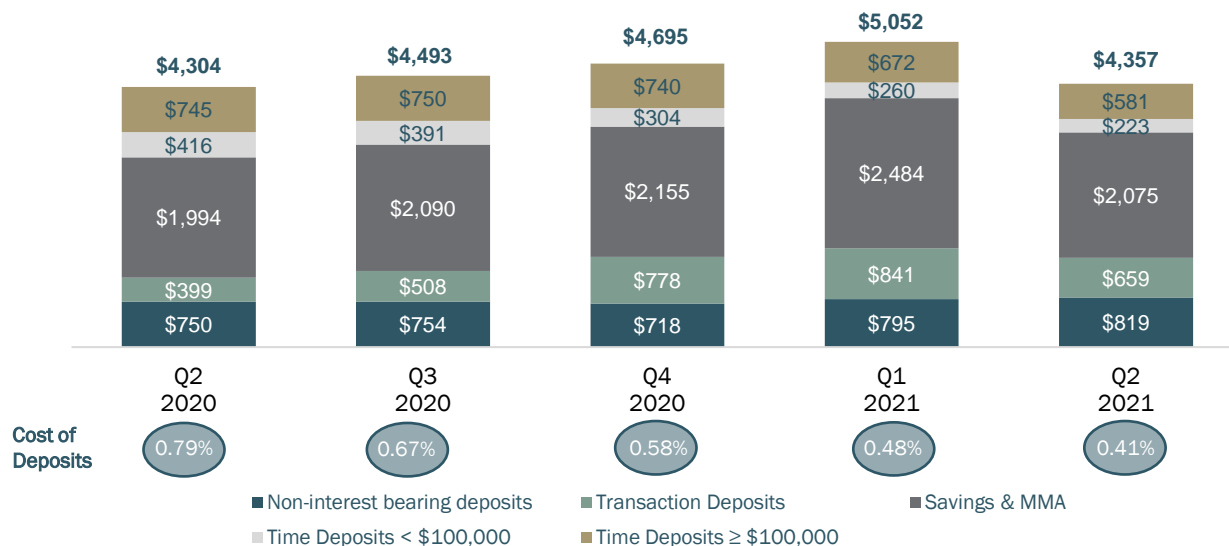 $4,304 $4,493 $4,695 $5,052 $4,357
$745 $750 $740 $672 $581
$416 $391 $304 $260 $223
$1,994 $2,090 $2,155 $2,484 $2,075
$399 $508 $778 $841 $659
$750 $754 $718 $795 $819
Q2 Q3 Q4 Q1 Q2
2020 2020 2020 2021 2021
Cost of
Deposits
0.79% 0.67% 0.58% 0.48% 0.41%
Non-interest bearing deposits Transaction Deposits Savings & MMA
Time Deposits < $100,000 Time Deposits ≥ $100,000